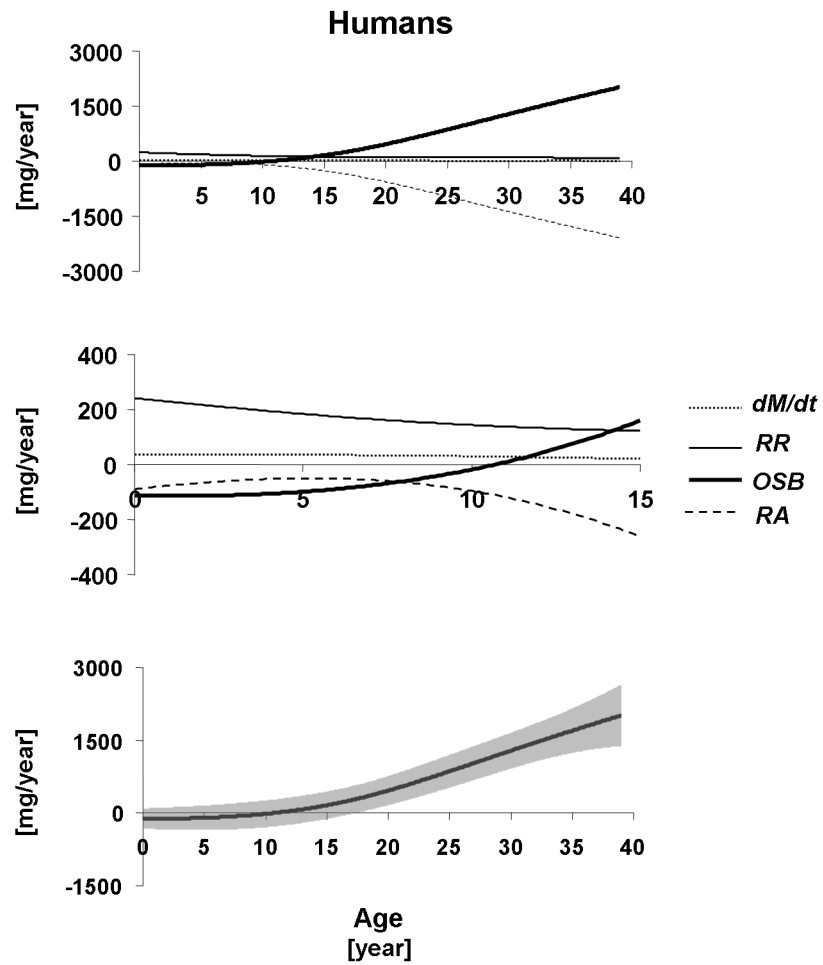 Humans
3000
1500
0
-1500
-3000
[mg/year]
5 10 15 20 25 30 35 40
400
200
0
-200
-400
[mg/year]
0 5 10 15
dM/dt
RR
OSB
RA
3000
1500
0
-1500
[mg/year]
0 5 10 15 20 25 30 35 40
Age
[year]